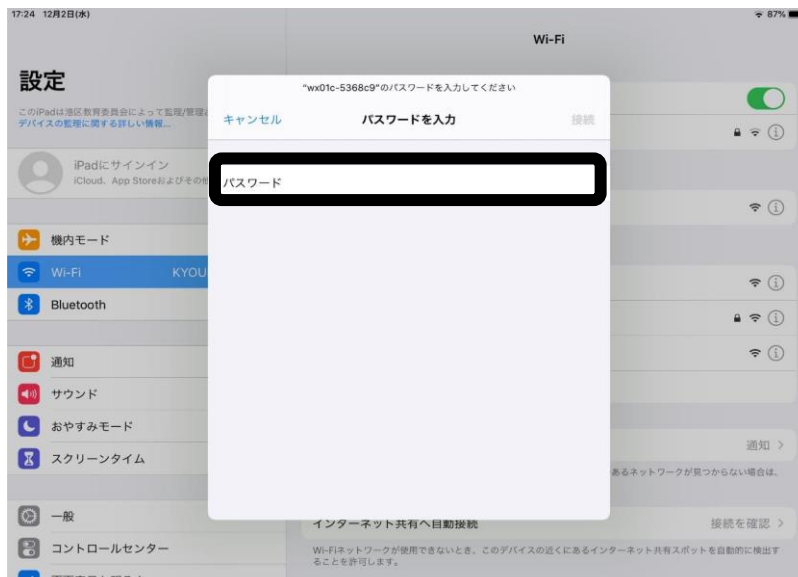 17:24 12月2日(水)
87%
Wi-Fi
設定
このiPadは港区教育委員会によって監視/管理
デバイスの監理に関する詳しい情報...
iPadにサインイン
iCloud、App Storeおよびその他
機内モード
Wi-Fi KYOU
Bluetooth
通知
サウンド
おやすみモード
スクリーンタイム
一般
コントロールセンター
"wx01c-5368c9"のパスワードを入力してください
キャンセル パスワードを入力 接続
パスワード
通知
あるネットワークが見つからない場合は、
インターネット共有へ自動接続 接続を確認
Wi-Fiネットワークが使用できないとき、このデバイスの近くにあるインターネット共有スポットを自動的に検出す
ることを許可します。